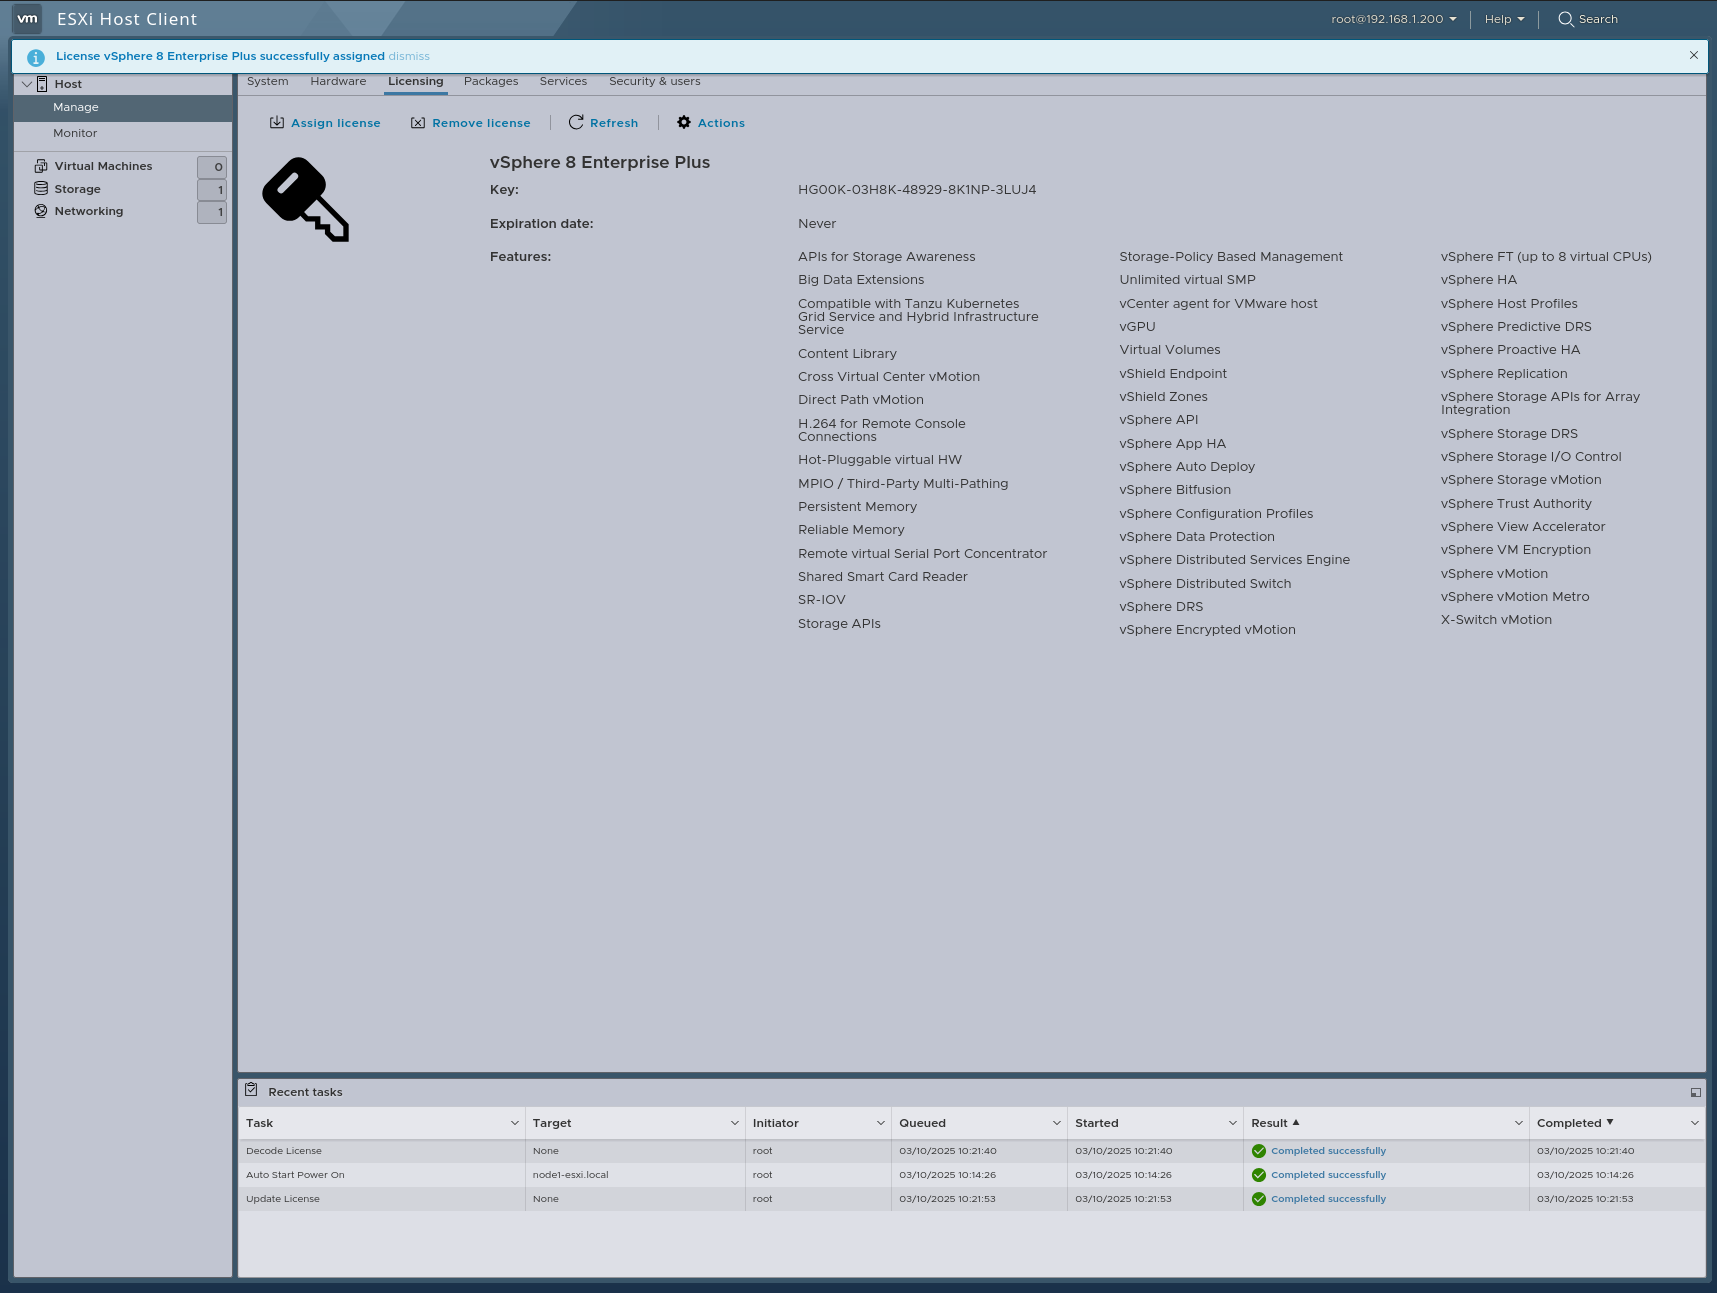 vm ESXi Host Client root@192.168.1.200 Help Search
License vSphere 8 Enterprise Plus successfully assigned dismiss
Host
Manage
Monitor
Virtual Machines 0
Storage 1
Networking 1
System Hardware Licensing Packages Services Security & users
Assign license Remove license Refresh Actions
vSphere 8 Enterprise Plus
Key: HG00K-03H8K-48929-8K1NP-3LUJ4
Expiration date: Never
Features:
APIs for Storage Awareness
Big Data Extensions
Compatible with Tanzu Kubernetes
Grid Service and Hybrid Infrastructure
Service
Content Library
Cross Virtual Center vMotion
Direct Path vMotion
H.264 for Remote Console
Connections
Hot-Pluggable virtual HW
MPIO / Third-Party Multi-Pathing
Persistent Memory
Reliable Memory
Remote virtual Serial Port Concentrator
Shared Smart Card Reader
SR-IOV
Storage APIs
Storage-Policy Based Management
Unlimited virtual SMP
vCenter agent for VMware host
vGPU
Virtual Volumes
vShield Endpoint
vShield Zones
vSphere API
vSphere App HA
vSphere Auto Deploy
vSphere Bitfusion
vSphere Configuration Profiles
vSphere Data Protection
vSphere Distributed Services Engine
vSphere Distributed Switch
vSphere DRS
vSphere Encrypted vMotion
vSphere FT (up to 8 virtual CPUs)
vSphere HA
vSphere Host Profiles
vSphere Predictive DRS
vSphere Proactive HA
vSphere Replication
vSphere Storage APIs for Array
Integration
vSphere Storage DRS
vSphere Storage I/O Control
vSphere Storage vMotion
vSphere Trust Authority
vSphere View Accelerator
vSphere VM Encryption
vSphere vMotion
vSphere vMotion Metro
X-Switch vMotion
Recent tasks
Task Target Initiator Queued Started Result Completed
Decode License None root 03/10/2025 10:21:40 03/10/2025 10:21:40 Completed successfully 03/10/2025 10:21:40
Auto Start Power On node1-esxi.local root 03/10/2025 10:14:26 03/10/2025 10:14:26 Completed successfully 03/10/2025 10:14:26
Update License None root 03/10/2025 10:21:53 03/10/2025 10:21:53 Completed successfully 03/10/2025 10:21:53